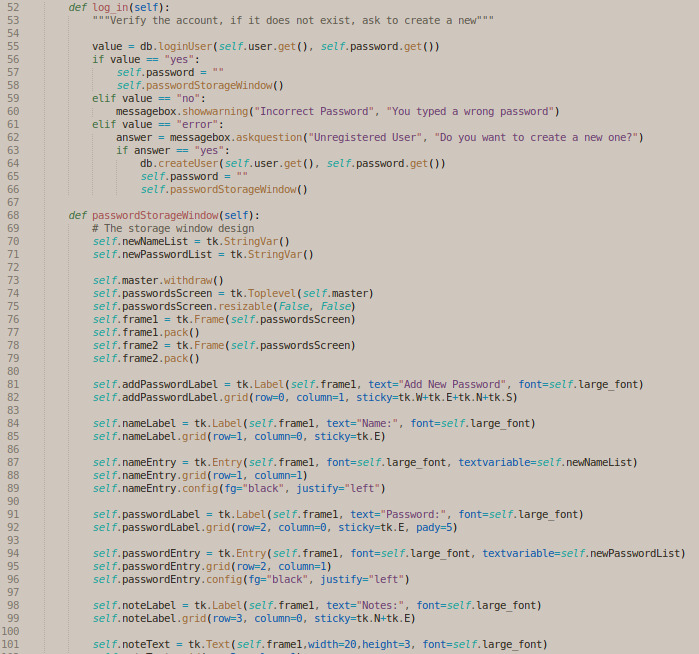 52 def log_in(self):
53 """Verify the account, if it does not exist, ask to create a new"""
54
55 value = db.loginUser(self.user.get(), self.password.get())
56 if value == "yes":
57 self.password = ""
58 self.passwordStorageWindow()
59 elif value == "no":
60 messagebox.showwarning("Incorrect Password", "You typed a wrong password")
61 elif value == "error":
62 answer = messagebox.askquestion("Unregistered User", "Do you want to create a new one?")
63 if answer == "yes":
64 db.createUser(self.user.get(), self.password.get())
65 self.password = ""
66 self.passwordStorageWindow()
67
68 def passwordStorageWindow(self):
69 # The storage window design
70 self.newNameList = tk.StringVar()
71 self.newPasswordList = tk.StringVar()
72
73 self.master.withdraw()
74 self.passwordsScreen = tk.Toplevel(self.master)
75 self.passwordsScreen.resizable(False, False)
76 self.frame1 = tk.Frame(self.passwordsScreen)
77 self.frame1.pack()
78 self.frame2 = tk.Frame(self.passwordsScreen)
79 self.frame2.pack()
80
81 self.addPasswordLabel = tk.Label(self.frame1, text="Add New Password", font=self.large_font)
82 self.addPasswordLabel.grid(row=0, column=1, sticky=tk.W+tk.E+tk.N+tk.S)
83
84 self.nameLabel = tk.Label(self.frame1, text="Name:", font=self.large_font)
85 self.nameLabel.grid(row=1, column=0, sticky=tk.E)
86
87 self.nameEntry = tk.Entry(self.frame1, font=self.large_font, textvariable=self.newNameList)
88 self.nameEntry.grid(row=1, column=1)
89 self.nameEntry.config(fg="black", justify="left")
90
91 self.passwordLabel = tk.Label(self.frame1, text="Password:", font=self.large_font)
92 self.passwordLabel.grid(row=2, column=0, sticky=tk.E, pady=5)
93
94 self.passwordEntry = tk.Entry(self.frame1, font=self.large_font, textvariable=self.newPasswordList)
95 self.passwordEntry.grid(row=2, column=1)
96 self.passwordEntry.config(fg="black", justify="left")
97
98 self.noteLabel = tk.Label(self.frame1, text="Notes:", font=self.large_font)
99 self.noteLabel.grid(row=3, column=0, sticky=tk.N+tk.E)
100
101 self.noteText = tk.Text(self.frame1,width=20,height=3, font=self.large_font)